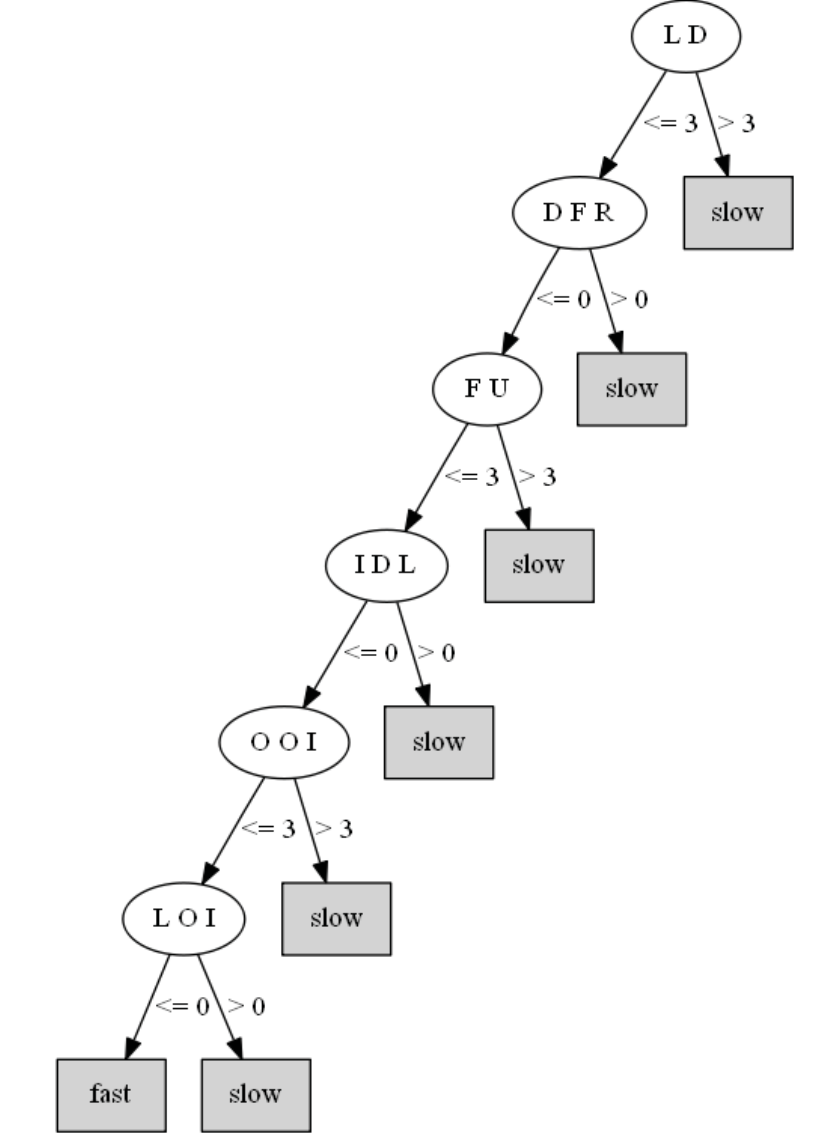 L D
<= 3
> 3
D F R
slow
<= 0
> 0
F U
slow
<= 3
> 3
I D L
slow
<= 0
> 0
O O I
slow
<= 3
> 3
L O I
slow
<= 0
> 0
fast
slow